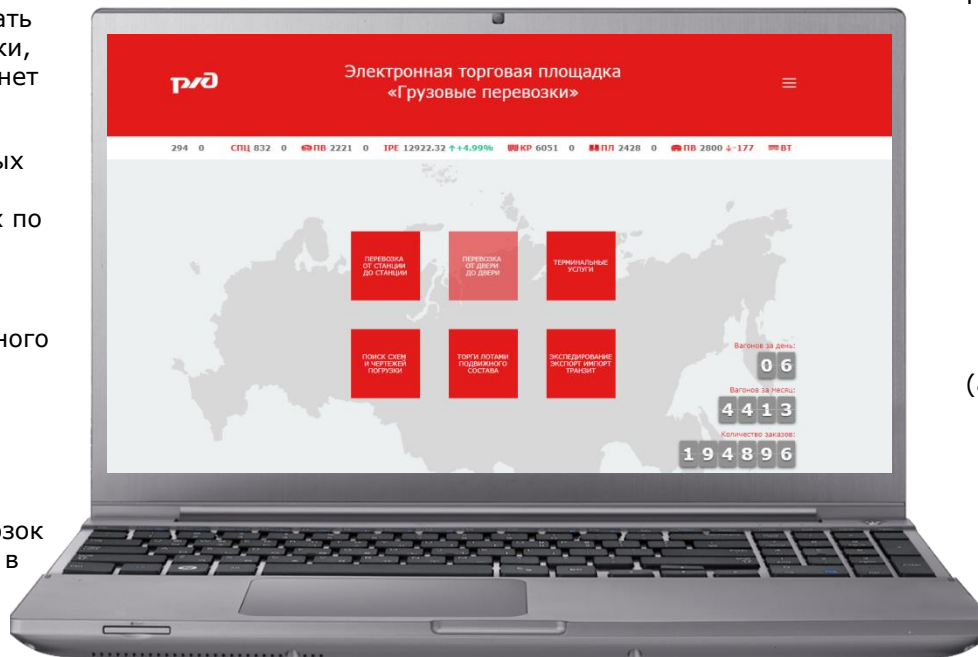 ать
ки,
нет
ых
х по
ного
озок
в
(
ржд
Электронная торговая площадка
«Грузовые перевозки»
294 0 СПЦ 832 0 ПВ 2221 0 IPE 12922.32 ↑+4.99% КР 6051 0 ПЛ 2428 0 ПВ 2800 ↓-177 ВТ
ПЕРЕВОЗКА
ОТ СТАНЦИИ
ДО СТАНЦИИ
ПЕРЕВОЗКА
ОТ ДВЕРИ
ДО ДВЕРИ
ТЕРМИНАЛЬНЫЕ
УСЛУГИ
ПОИСК СХЕМ
И ЧЕРТЕЖЕЙ
ПОГРУЗКИ
ТОРГИ ЛОТАМИ
ПОДВИЖНОГО
СОСТАВА
ЭКСПЕДИРОВАНИЕ
ЭКСПОРТ ИМПОРТ
ТРАНЗИТ
Вагонов за день:
06
Вагонов за месяц:
4413
Количество заказов:
194896